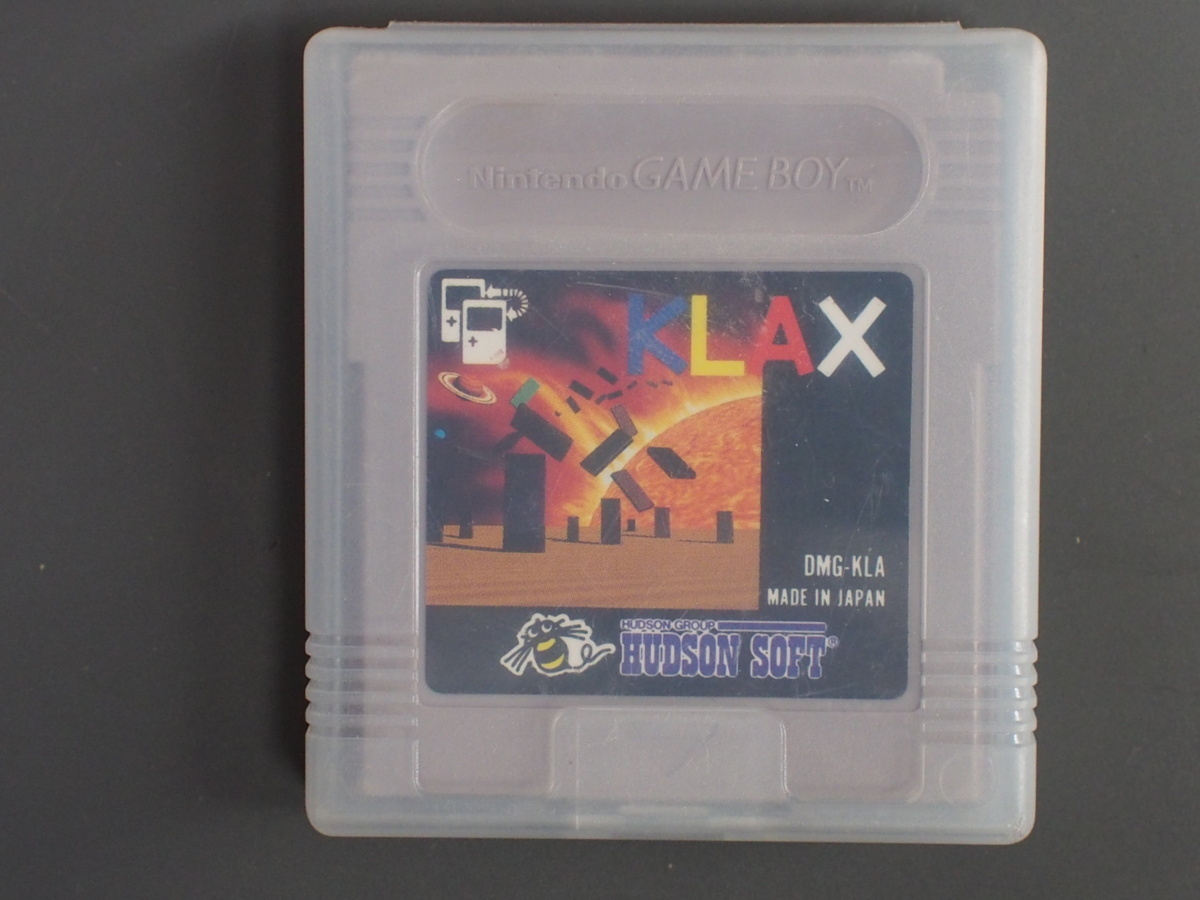 Nintendo GAME BOY™
KLAX
DMG-KLA
MADE IN JAPAN
HUDSON GROUP
HUDSON SOFT®